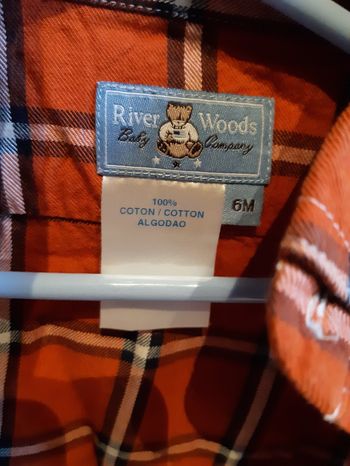 River Woods
Baby Company
6M
100%
COTON / COTTON
ALGODAO